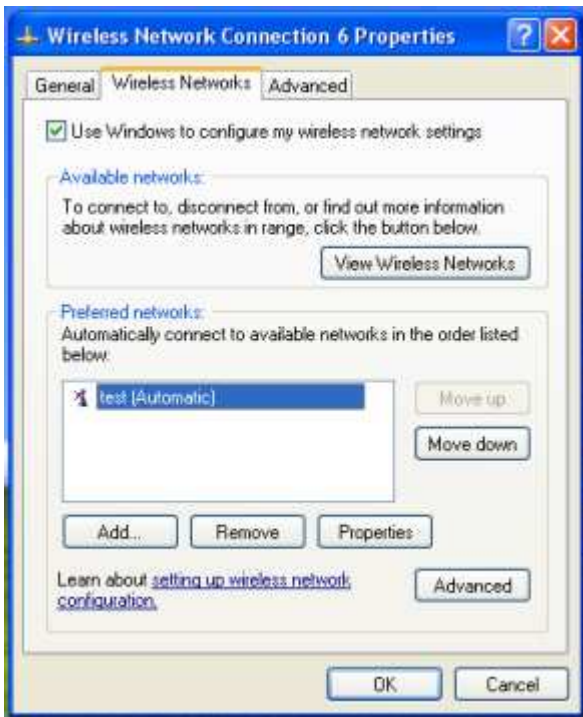 Wireless Network Connection 6 Properties
General Wireless Networks Advanced
Use Windows to configure my wireless network settings
Available networks:
To connect to, disconnect from, or find out more information
about wireless networks in range, click the button below.
View Wireless Networks
Preferred networks:
Automatically connect to available networks in the order listed
below:
test (Automatic)
Move up
Move down
Add...
Remove
Properties
Learn about setting up wireless network
configuration.
Advanced
OK
Cancel